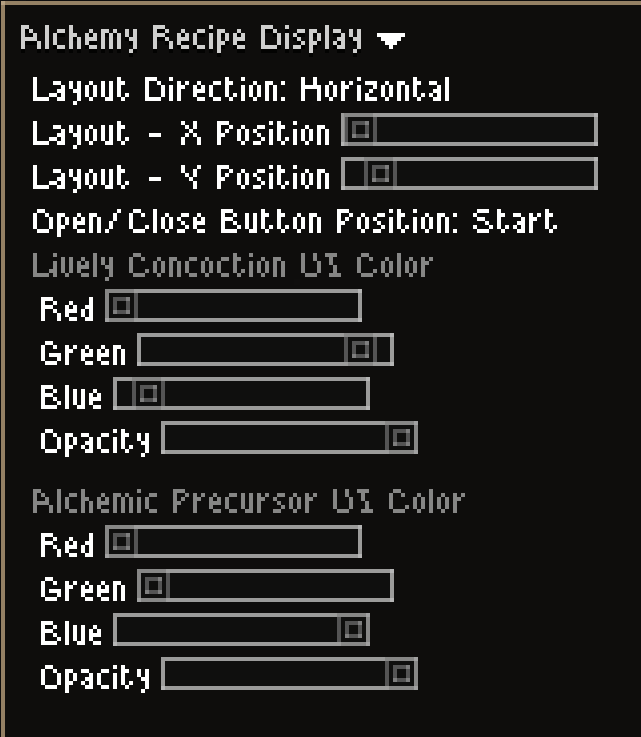 Alchemy Recipe Display
Layout Direction: Horizontal
Layout - X Position
Layout - Y Position
Open/Close Button Position: Start
Lively Concoction UI Color
Red
Green
Blue
Opacity
Alchemic Precursor UI Color
Red
Green
Blue
Opacity